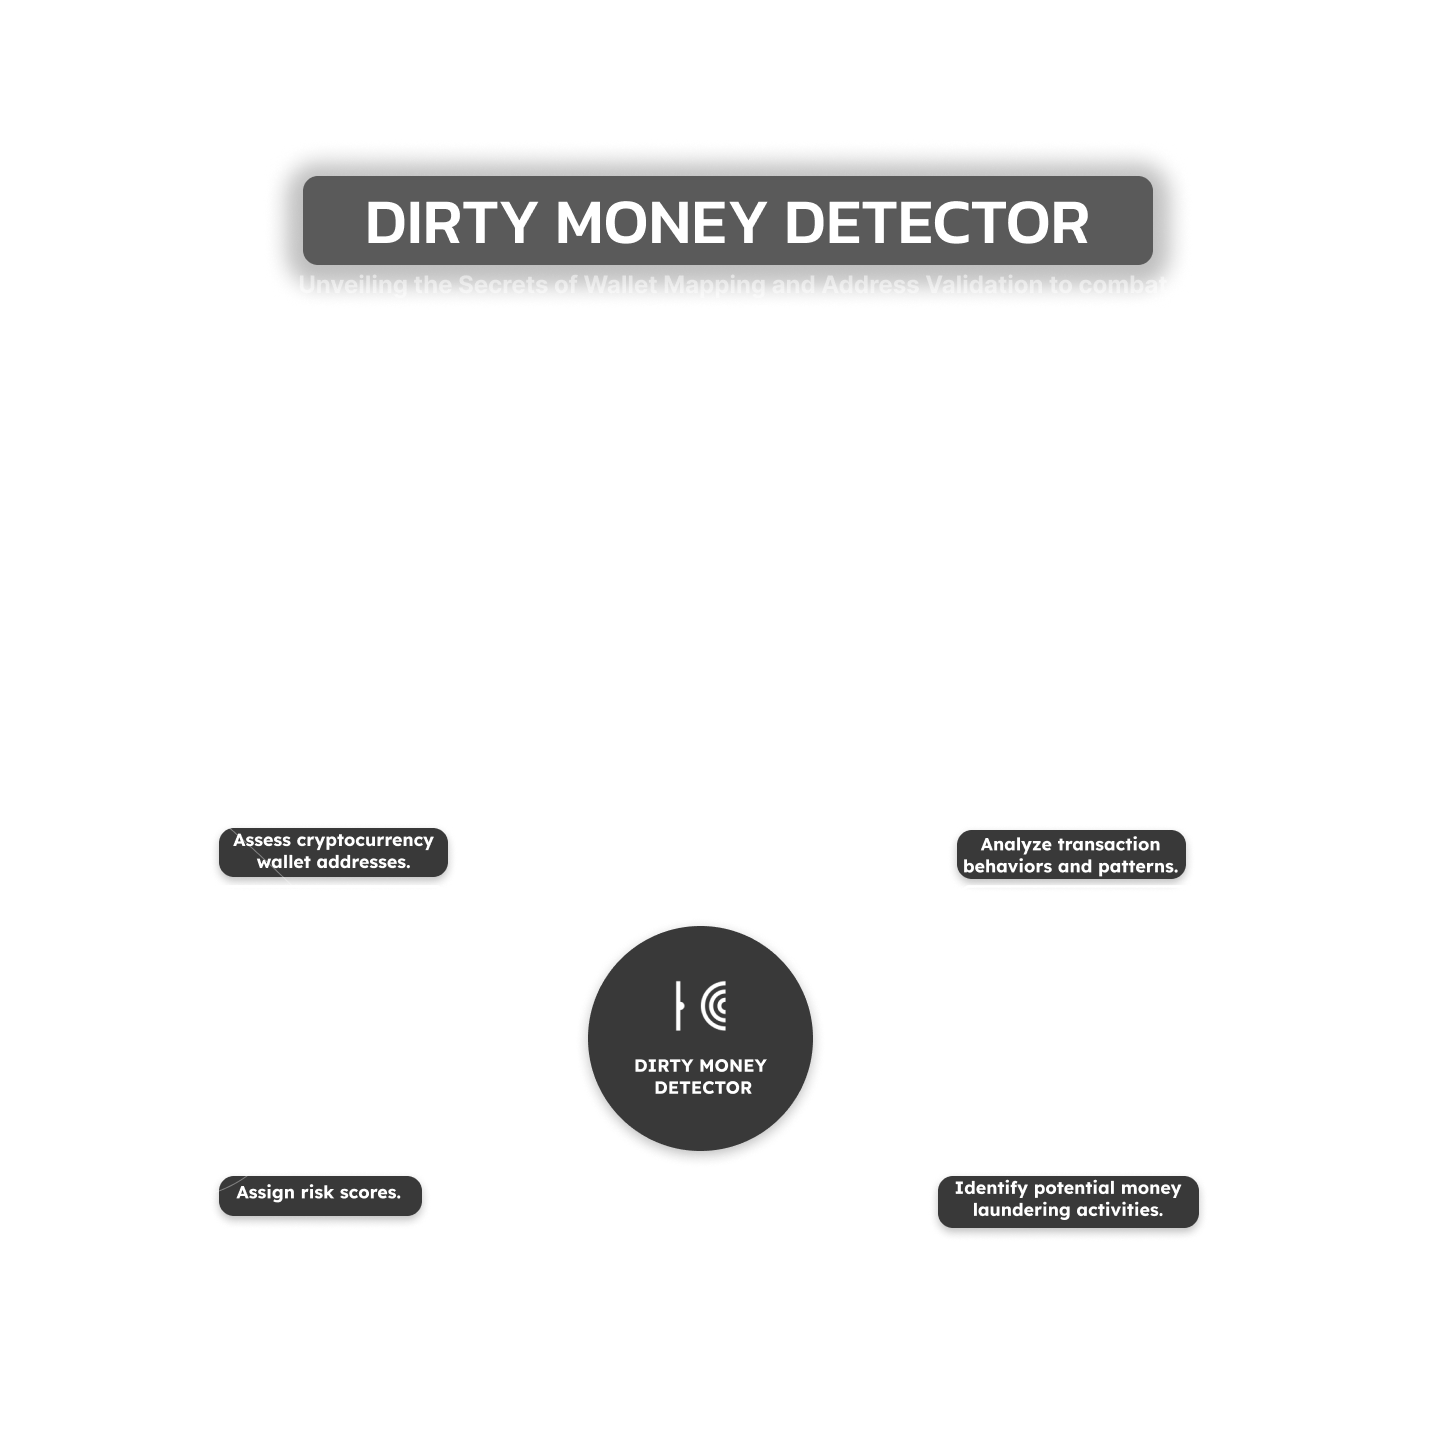 DIRTY MONEY DETECTOR
Unveiling the Secrets of Wallet Mapping and Address Validation to combat
Assess cryptocurrency
wallet addresses.
Analyze transaction
behaviors and patterns.
DIRTY MONEY
DETECTOR
Assign risk scores.
Identify potential money
laundering activities.